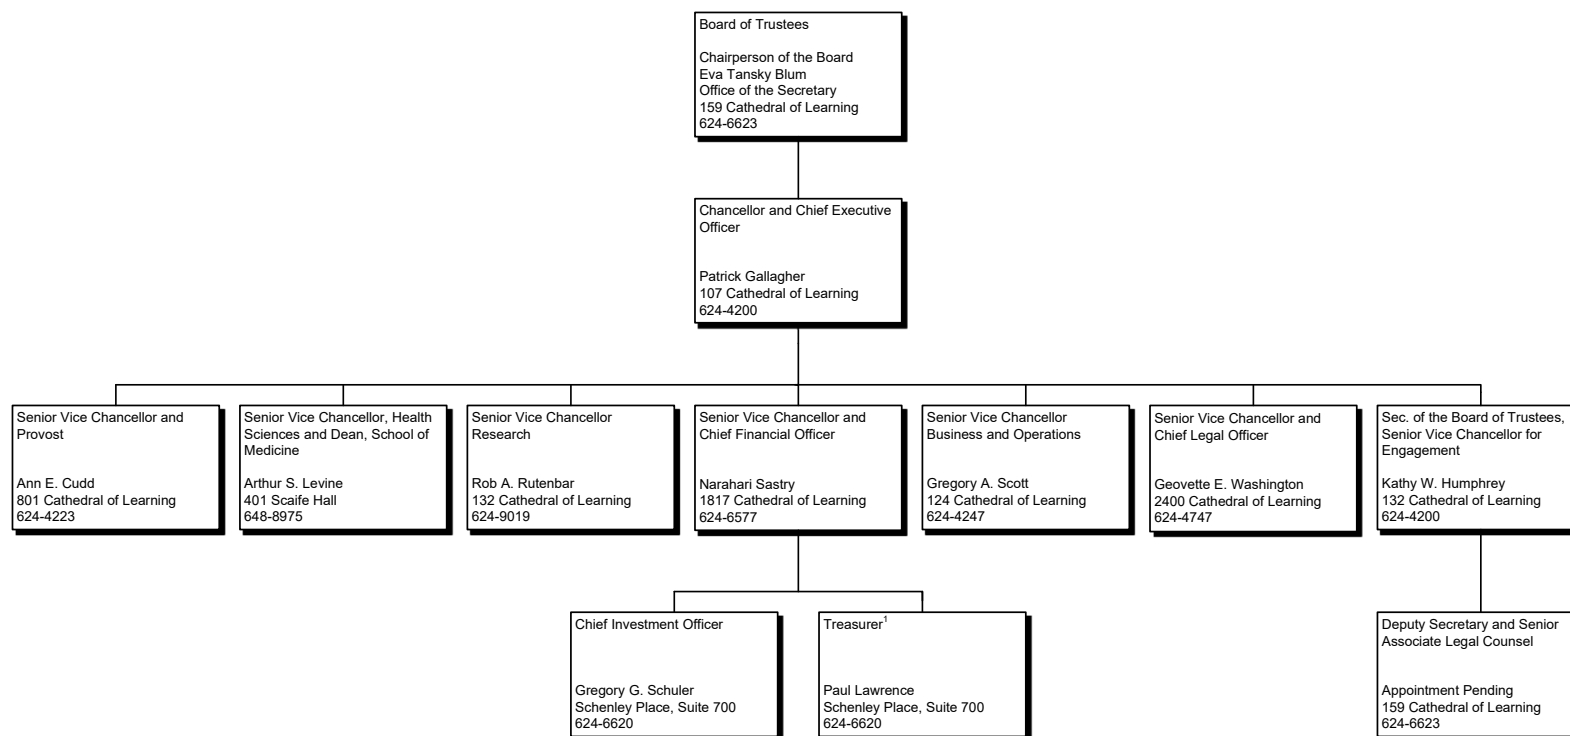 Board of Trustees
Chairperson of the Board
Eva Tansky Blum
Office of the Secretary
159 Cathedral of Learning
624-6623
Chancellor and Chief Executive
Officer
Patrick Gallagher
107 Cathedral of Learning
624-4200
Senior Vice Chancellor and
Provost
Ann E. Cudd
801 Cathedral of Learning
624-4223
Senior Vice Chancellor, Health
Sciences and Dean, School of
Medicine
Arthur S. Levine
401 Scaife Hall
648-8975
Senior Vice Chancellor
Research
Rob A. Rutenbar
132 Cathedral of Learning
624-9019
Senior Vice Chancellor and
Chief Financial Officer
Narahari Sastry
1817 Cathedral of Learning
624-6577
Senior Vice Chancellor
Business and Operations
Gregory A. Scott
124 Cathedral of Learning
624-4247
Senior Vice Chancellor and
Chief Legal Officer
Geovette E. Washington
2400 Cathedral of Learning
624-4747
Sec. of the Board of Trustees,
Senior Vice Chancellor for
Engagement
Kathy W. Humphrey
132 Cathedral of Learning
624-4200
Chief Investment Officer
Gregory G. Schuler
Schenley Place, Suite 700
624-6620
Treasurer¹
Paul Lawrence
Schenley Place, Suite 700
624-6620
Deputy Secretary and Senior
Associate Legal Counsel
Appointment Pending
159 Cathedral of Learning
624-6623